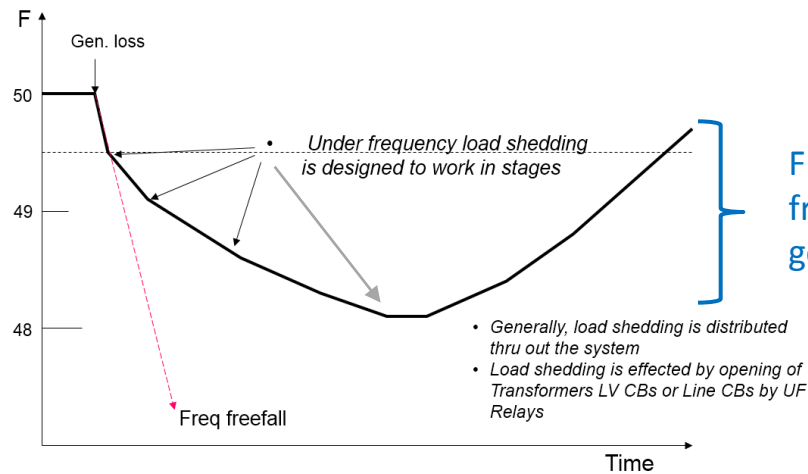 F
Gen. loss
50
• Under frequency load shedding
is designed to work in stages
49
48
F
fr
g
• Generally, load shedding is distributed
thru out the system
• Load shedding is effected by opening of
Transformers LV CBs or Line CBs by UF
Relays
Freq freefall
Time